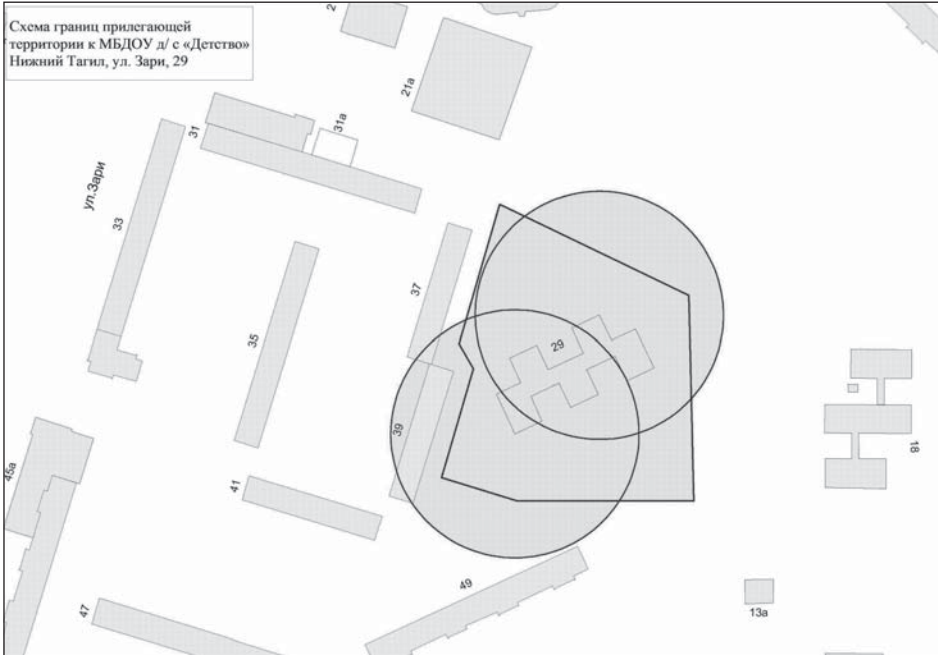 Схема границ прилегающей
территории к МБДОУ д/ с «Детство»
Нижний Тагил, ул. Зари, 29
2
21а
31
31а
ул.Зари
33
37
35
29
39
18
45а
41
49
47
13а